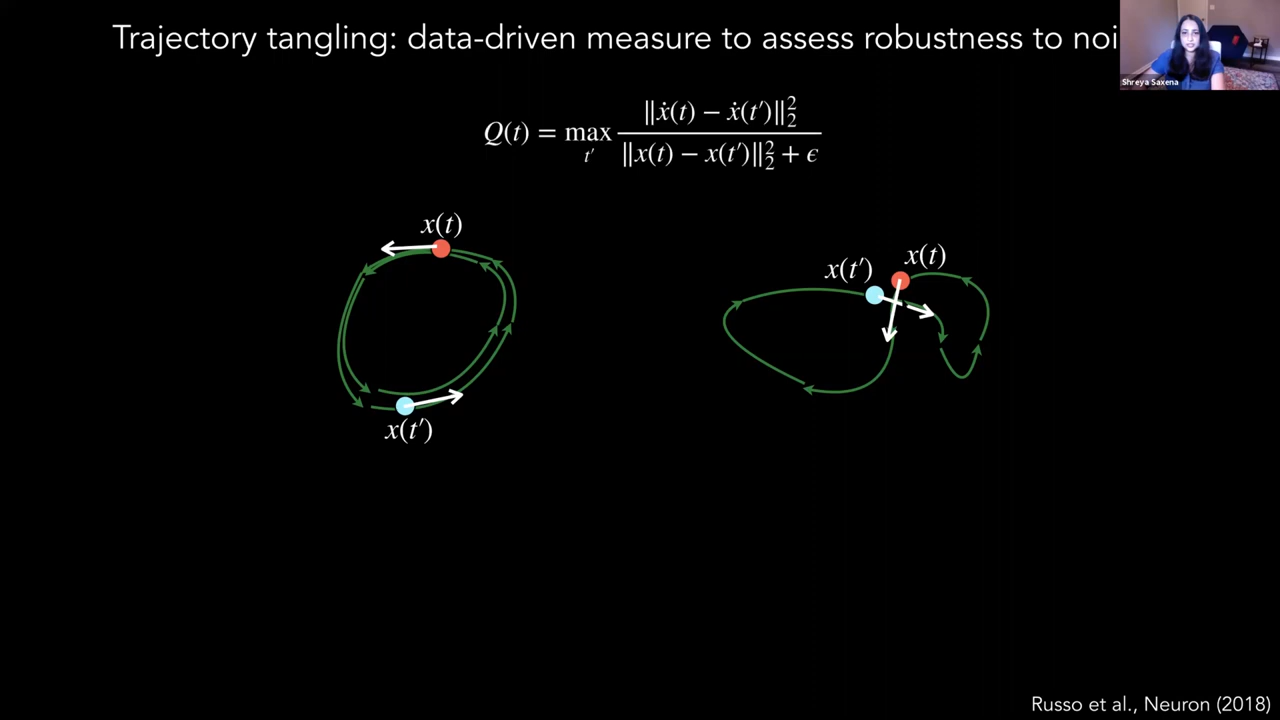 Trajectory tangling: data-driven measure to assess robustness to noi
Shreya Saxena
Q(t) = max_{t′} ‖ẋ(t) − ẋ(t′)‖₂² / (‖x(t) − x(t′)‖₂² + ϵ)
x(t)
x(t′)
x(t′)
x(t)
Russo et al., Neuron (2018)